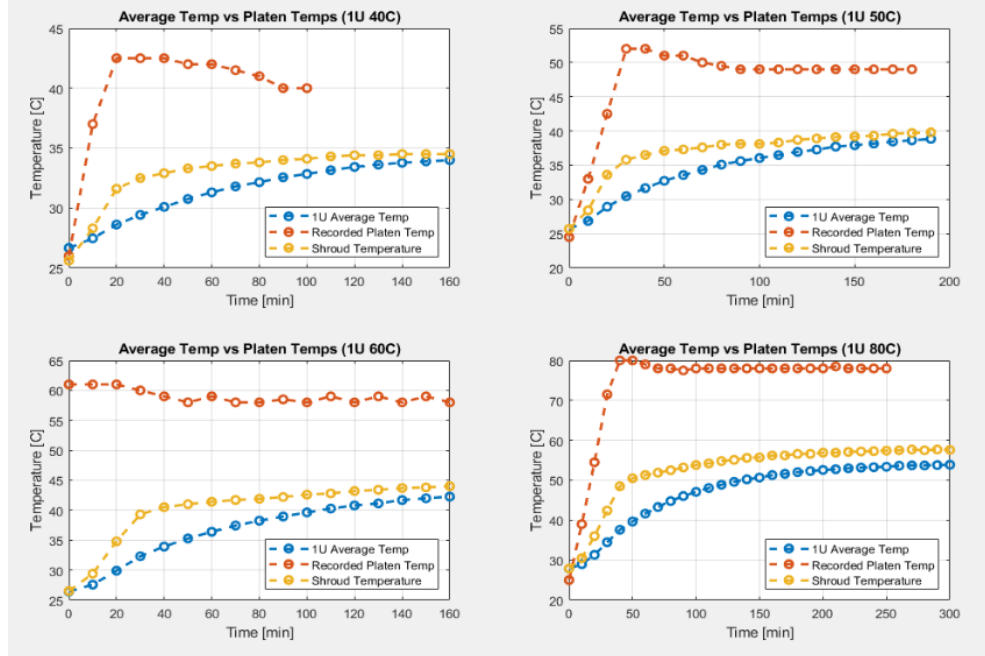 Average Temp vs Platen Temps (1U 40C)
45
40
35
30
25
Temperature [C]
0 20 40 60 80 100 120 140 160
Time [min]
1U Average Temp
Recorded Platen Temp
Shroud Temperature
Average Temp vs Platen Temps (1U 50C)
55
50
45
40
35
30
25
20
Temperature [C]
0 50 100 150 200
Time [min]
1U Average Temp
Recorded Platen Temp
Shroud Temperature
Average Temp vs Platen Temps (1U 60C)
65
60
55
50
45
40
35
30
25
Temperature [C]
0 20 40 60 80 100 120 140 160
Time [min]
1U Average Temp
Recorded Platen Temp
Shroud Temperature
Average Temp vs Platen Temps (1U 80C)
80
70
60
50
40
30
20
Temperature [C]
0 50 100 150 200 250 300
Time [min]
1U Average Temp
Recorded Platen Temp
Shroud Temperature